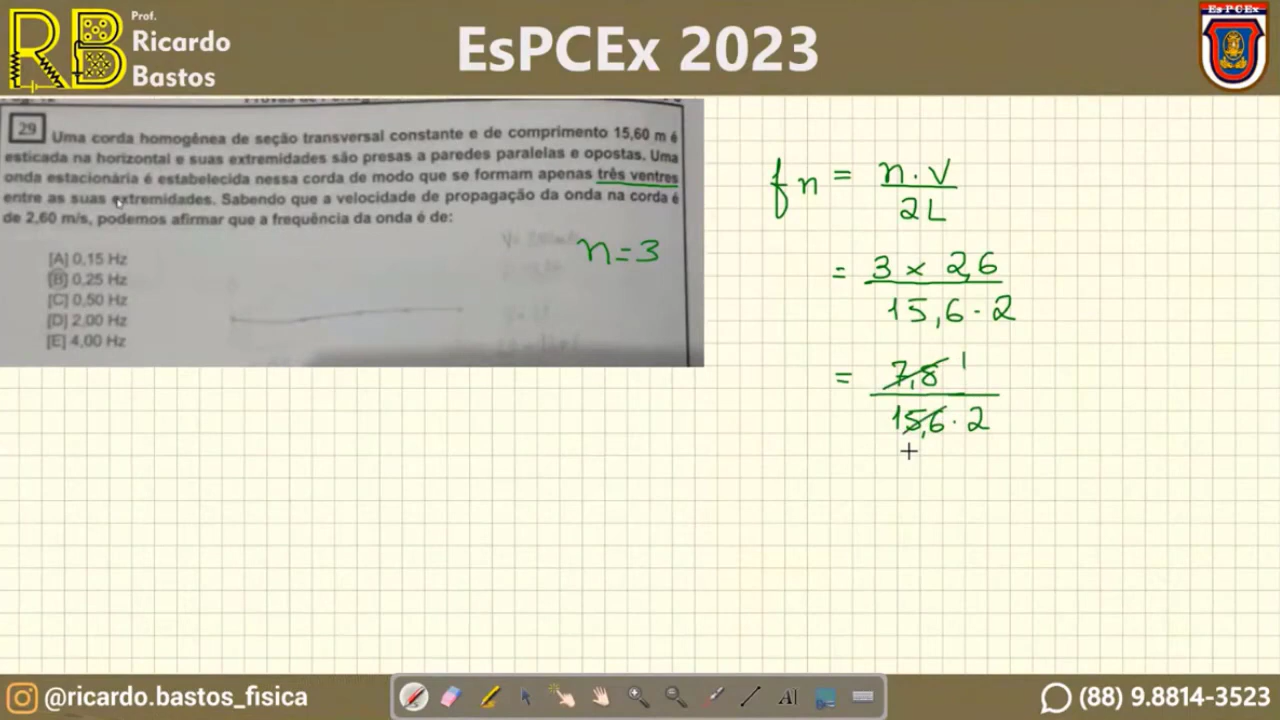 RB
Prof.
Ricardo
Bastos
EsPCEx 2023
EsPCEx
29 Uma corda homogênea de seção transversal constante e de comprimento 15,60 m é
esticada na horizontal e suas extremidades são presas a paredes paralelas e opostas. Uma
onda estacionária é estabelecida nessa corda de modo que se formam apenas três ventres
entre as suas extremidades. Sabendo que a velocidade de propagação da onda na corda é
de 2,60 m/s, podemos afirmar que a frequência da onda é de:
[A] 0,15 Hz
[B] 0,25 Hz
[C] 0,50 Hz
[D] 2,00 Hz
[E] 4,00 Hz
n=3
fn = n.V
2L
= 3 x 2,6
15,6 . 2
= 7,8 1
15,6 . 2
@ricardo.bastos_fisica
A
(88) 9.8814-3523